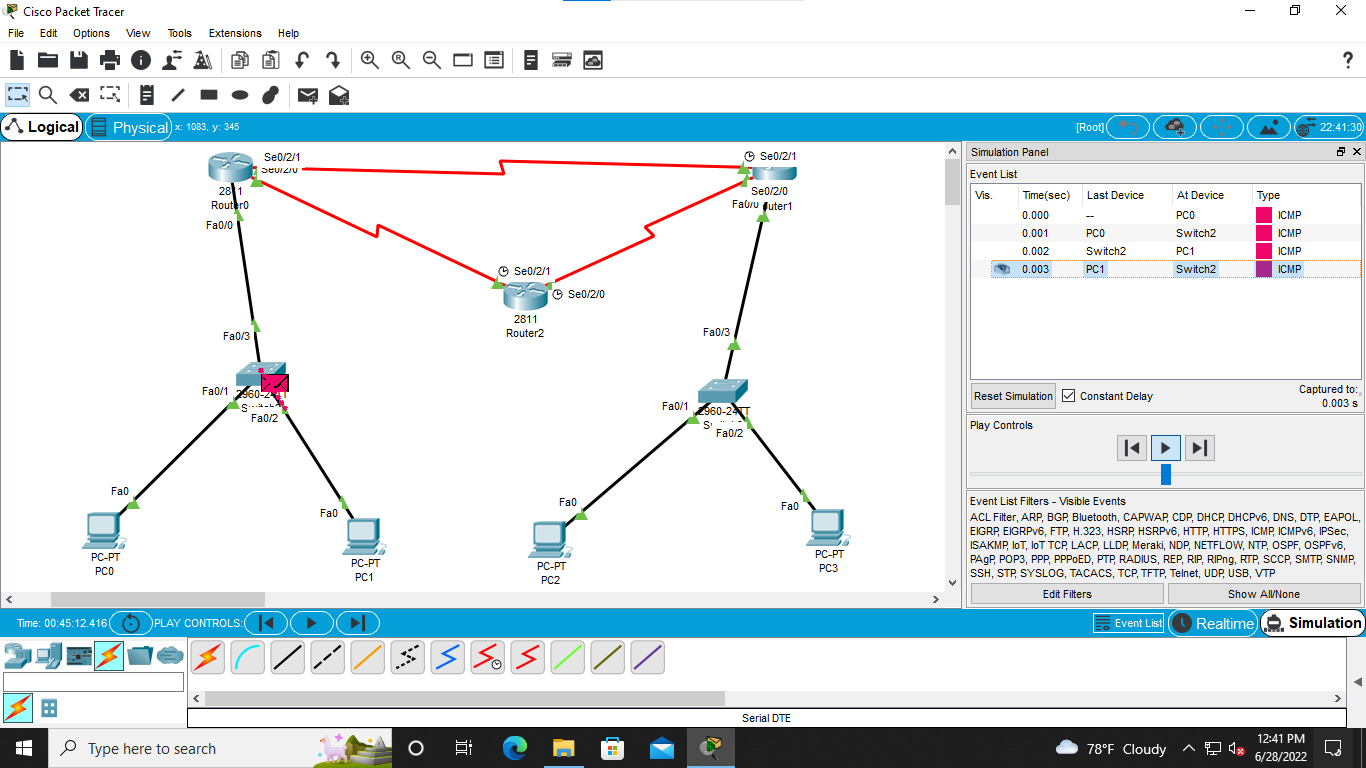 Cisco Packet Tracer
File Edit Options View Tools Extensions Help
?
Logical Physical x: 1083, y: 345 [Root] 22:41:30
Se0/2/1
Se0/2/0
2811
Router0
Fa0/0
Se0/2/1
Se0/2/0
Fa0/0
Se0/2/1
Se0/2/0
2811
Router2
Fa0/3
Fa0/1
Fa0/2
Fa0/3
Fa0/1
2960-24TT
Fa0/2
Fa0
PC-PT
PC0
Fa0
PC-PT
PC1
Fa0
PC-PT
PC2
Fa0
PC-PT
PC3
Simulation Panel
Event List
Vis. Time(sec) Last Device At Device Type
0.000 -- PC0 ICMP
0.001 PC0 Switch2 ICMP
0.002 Switch2 PC1 ICMP
0.003 PC1 Switch2 ICMP
Reset Simulation Constant Delay Captured to:
0.003 s
Play Controls
Event List Filters - Visible Events
ACL Filter, ARP, BGP, Bluetooth, CAPWAP, CDP, DHCP, DHCPv6, DNS, DTP, EAPOL,
EIGRP, EIGRPv6, FTP, H.323, HSRP, HSRPv6, HTTP, HTTPS, ICMP, ICMPv6, IPSec,
ISAKMP, IoT, IoT TCP, LACP, LLDP, Meraki, NDP, NETFLOW, NTP, OSPF, OSPFv6,
PAgP, POP3, PPP, PPPoED, PTP, RADIUS, REP, RIP, RIPng, RTP, SCCP, SMTP, SNMP,
SSH, STP, SYSLOG, TACACS, TCP, TFTP, Telnet, UDP, USB, VTP
Edit Filters Show All/None
Time: 00:45:12.416 PLAY CONTROLS: Event List Realtime Simulation
Serial DTE
Type here to search
78°F Cloudy
12:41 PM
6/28/2022